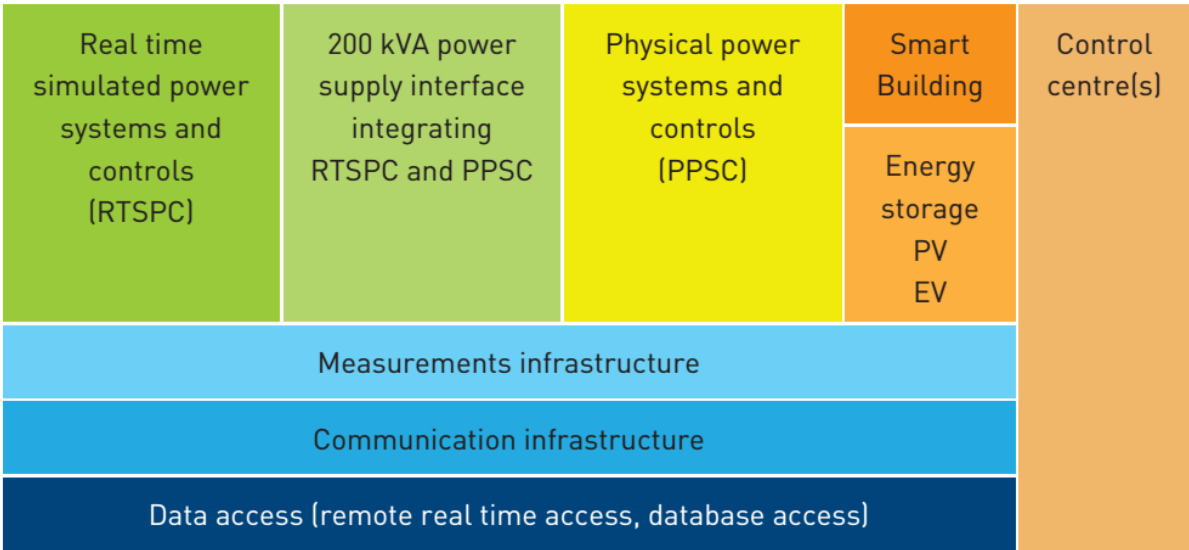 Real time
simulated power
systems and
controls
(RTSPC)
200 kVA power
supply interface
integrating
RTSPC and PPSC
Physical power
systems and
controls
(PPSC)
Smart
Building
Energy
storage
PV
EV
Control
centre(s)
Measurements infrastructure
Communication infrastructure
Data access (remote real time access, database access)